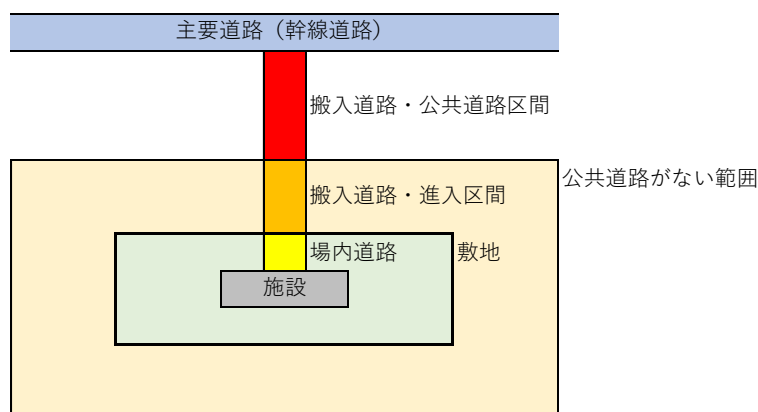 主要道路（幹線道路）
搬入道路・公共道路区間
公共道路がない範囲
搬入道路・進入区間
場内道路
敷地
施設